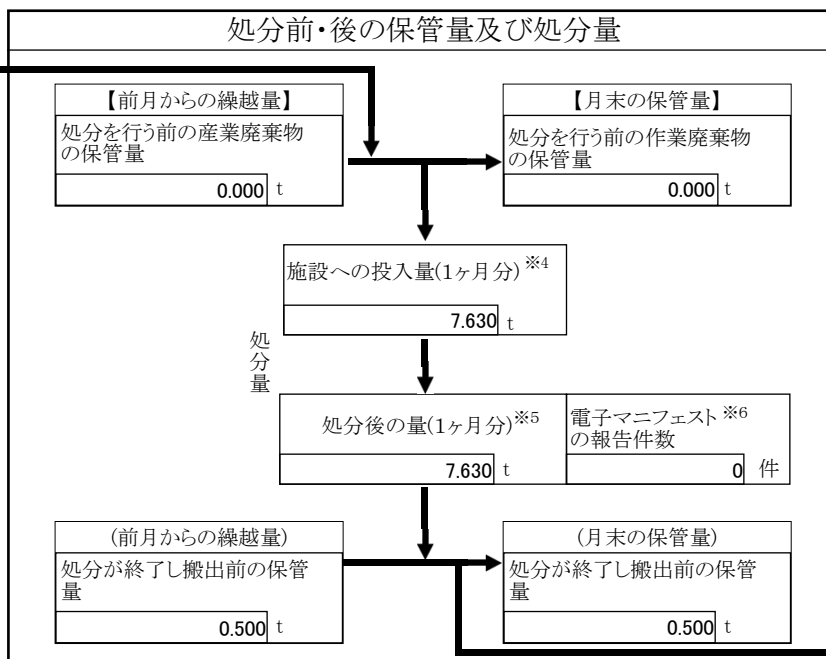 処分前・後の保管量及び処分量
【前月からの繰越量】
処分を行う前の産業廃棄物
の保管量
0.000 t
【月末の保管量】
処分を行う前の作業廃棄物
の保管量
0.000 t
施設への投入量(1ヶ月分)※4
7.630 t
処分量
処分後の量(1ヶ月分)※5
7.630 t
電子マニフェスト※6
の報告件数
0 件
(前月からの繰越量)
処分が終了し搬出前の保管
量
0.500 t
(月末の保管量)
処分が終了し搬出前の保管
量
0.500 t